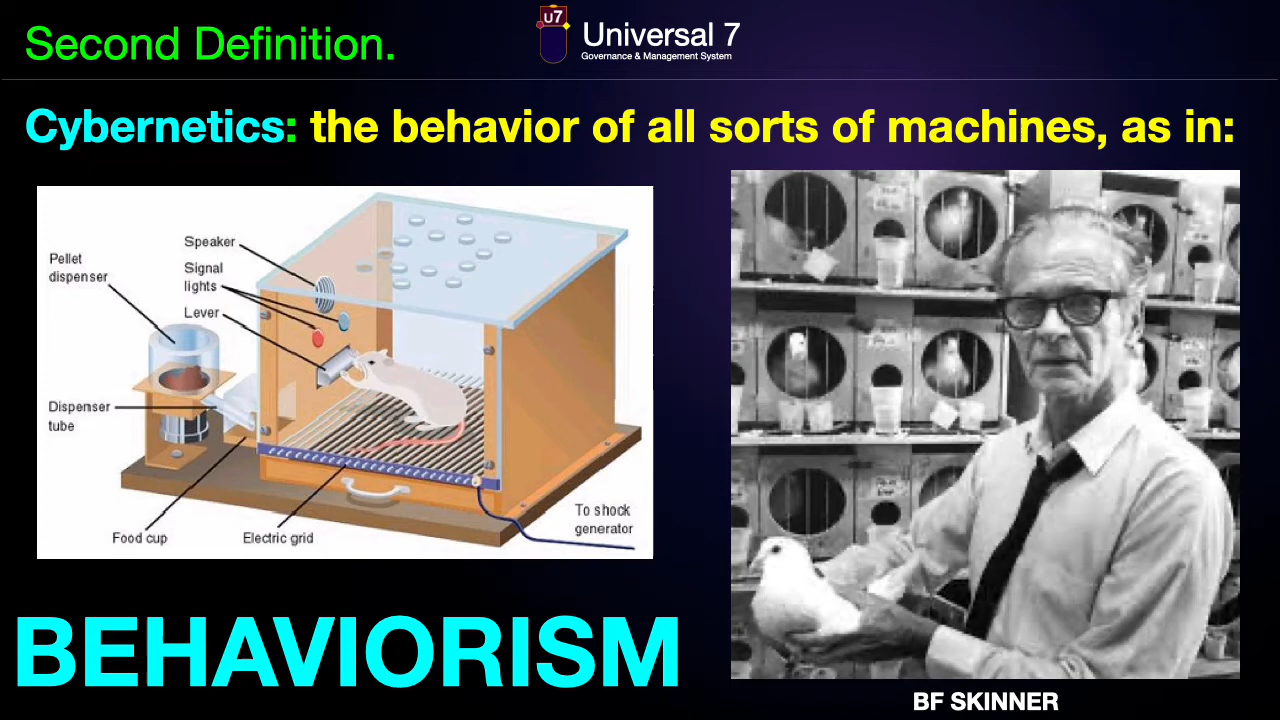 Second Definition.
U7
Universal 7
Governance & Management System
Cybernetics: the behavior of all sorts of machines, as in:
Pellet
dispenser
Speaker
Signal
lights
Lever
Dispenser
tube
Food cup
Electric grid
To shock
generator
BEHAVIORISM
BF SKINNER